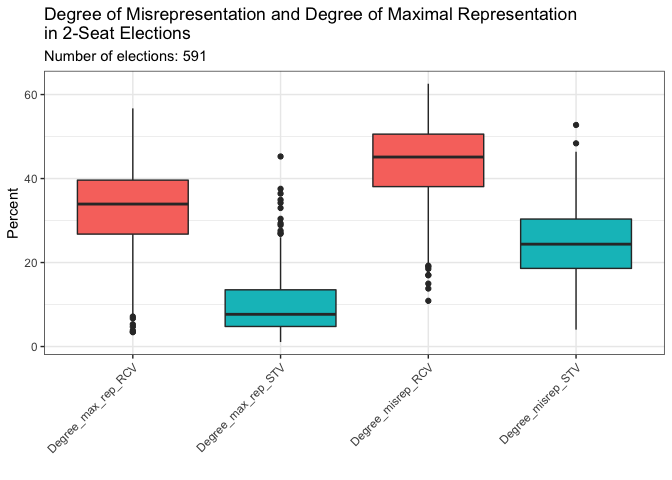 Degree of Misrepresentation and Degree of Maximal Representation
in 2-Seat Elections
Number of elections: 591
Percent
60
40
20
0
Degree_max_rep_RCV
Degree_max_rep_STV
Degree_misrep_RCV
Degree_misrep_STV